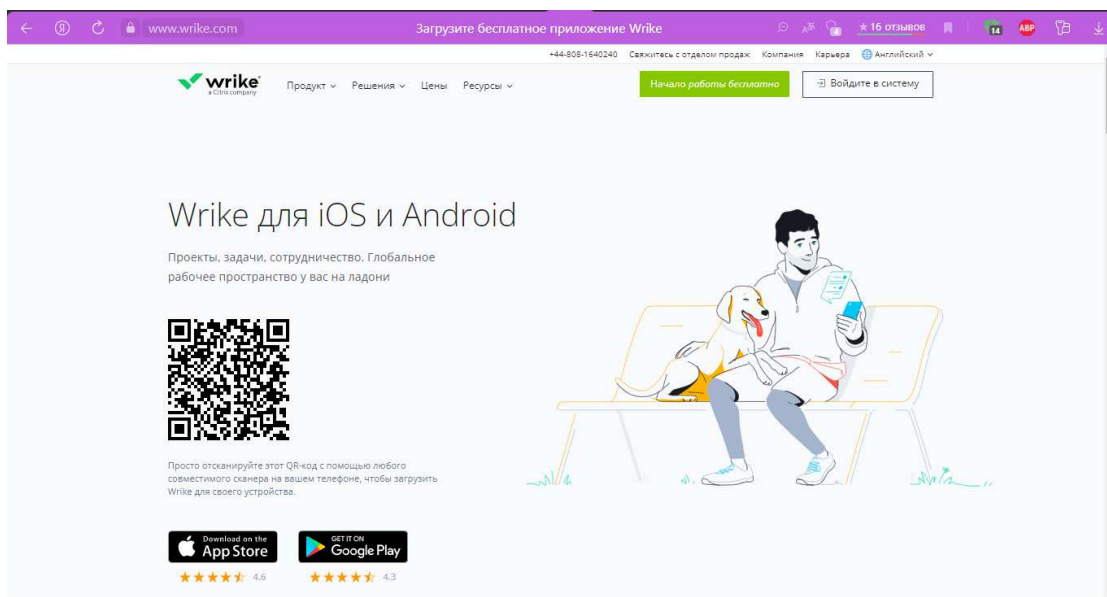 www.wrike.com
Загрузите бесплатное приложение Wrike
★ 16 отзывов
14
ABP
+44-808-1640240 Свяжитесь с отделом продаж Компания Карьера Английский
wrike
a Citrix company
Продукт Решения Цены Ресурсы
Начало работы бесплатно
Войдите в систему
Wrike для iOS и Android
Проекты, задачи, сотрудничество. Глобальное
рабочее пространство у вас на ладони
Просто отсканируйте этот QR-код с помощью любого
совместимого сканера на вашем телефоне, чтобы загрузить
Wrike для своего устройства.
Download on the
App Store
GET IT ON
Google Play
4.6
4.3